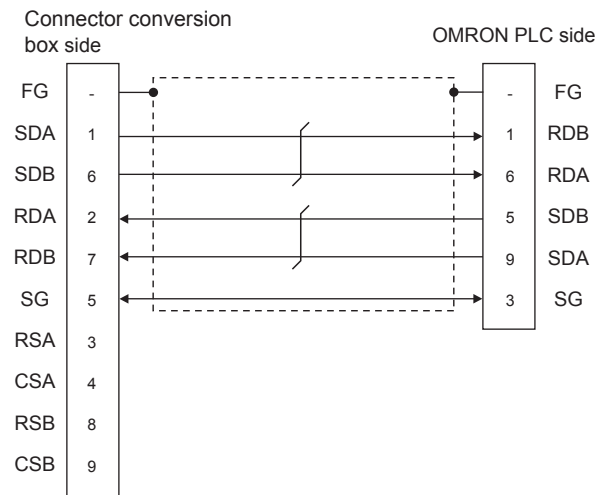 Connector conversion
box side
OMRON PLC side
FG - - FG
SDA 1 1 RDB
SDB 6 6 RDA
RDA 2 5 SDB
RDB 7 9 SDA
SG 5 3 SG
RSA 3
CSA 4
RSB 8
CSB 9